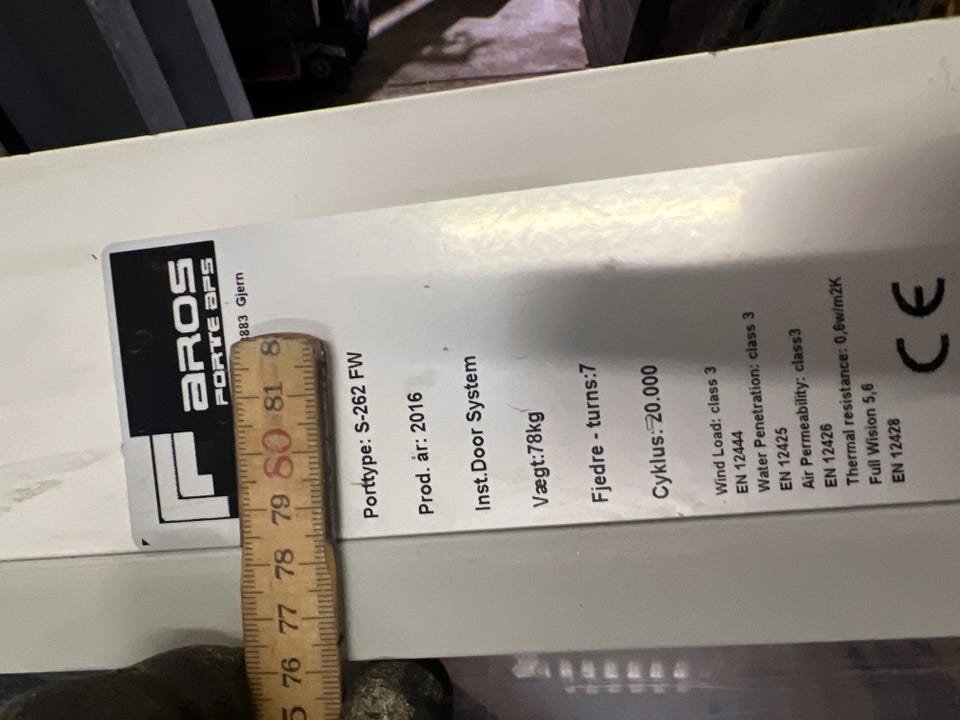 aROS
PORTE aPS
883 Gjern
Porttype: S-262 FW
Prod. år: 2016
Inst.Door System
Vægt:78kg
Fjedre - turns:7
Cyklus: 20.000
Wind Load: class 3
EN 12444
Water Penetration: class 3
EN 12425
Air Permeability: class3
EN 12426
Thermal resistance: 0,6w/m2K
Full Wision 5,6
EN 12428
CE
76 77 78 79 80 81 8